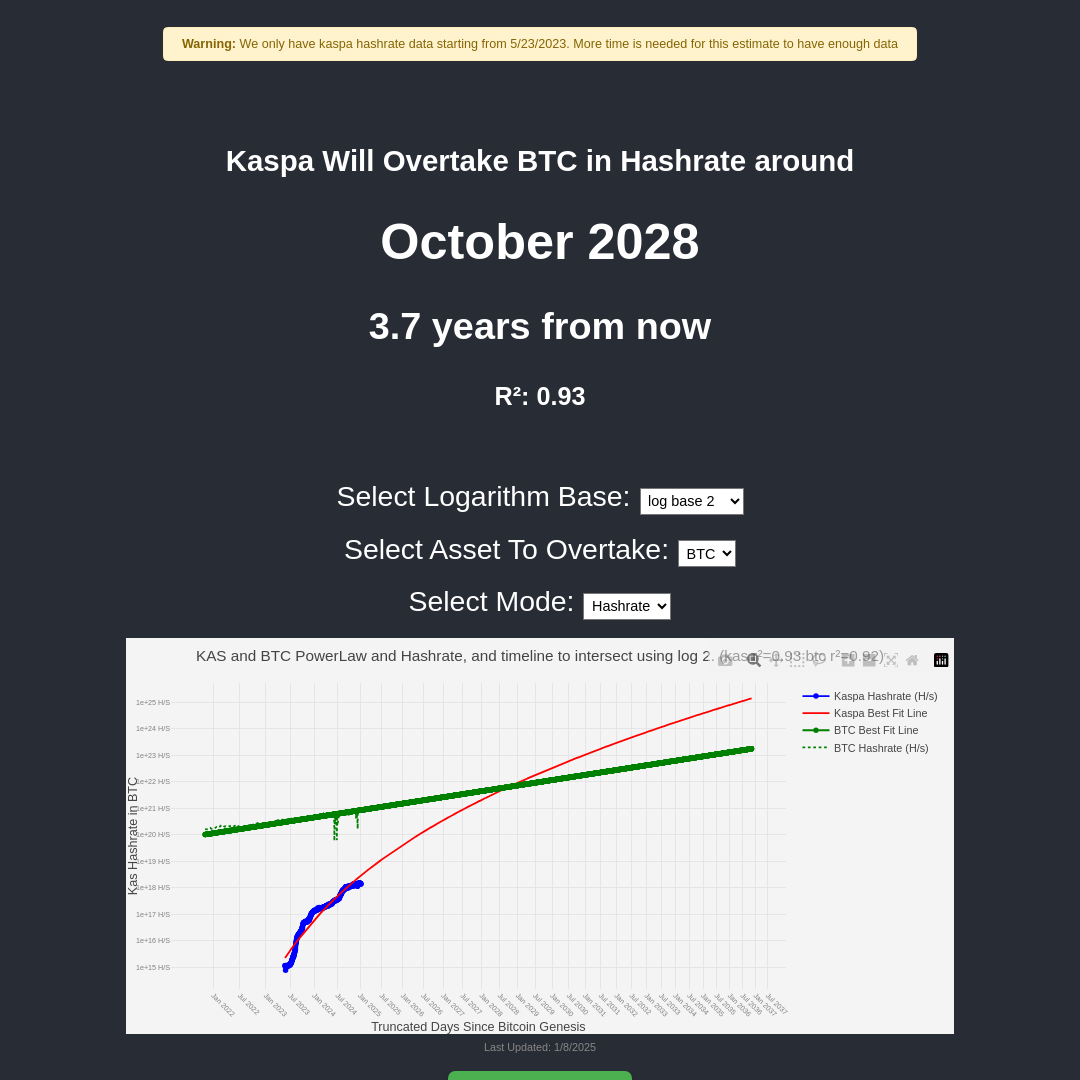 Warning: We only have kaspa hashrate data starting from 5/23/2023. More time is needed for this estimate to have enough data
Kaspa Will Overtake BTC in Hashrate around
October 2028
3.7 years from now
R²: 0.93
Select Logarithm Base: log base 2
Select Asset To Overtake: BTC
Select Mode: Hashrate
KAS and BTC PowerLaw and Hashrate, and timeline to intersect using log 2. (kas r²=0.93 btc r²=0.92)
Kaspa Hashrate (H/s)
Kaspa Best Fit Line
BTC Best Fit Line
BTC Hashrate (H/s)
Kas Hashrate in BTC
1e+25 H/S
1e+24 H/S
1e+23 H/S
1e+22 H/S
1e+21 H/S
1e+20 H/S
1e+19 H/S
1e+18 H/S
1e+17 H/S
1e+16 H/S
1e+15 H/S
Jan 2022
Jul 2022
Jan 2023
Jul 2023
Jan 2024
Jul 2024
Jan 2025
Jul 2025
Jan 2026
Jul 2026
Jan 2027
Jul 2027
Jan 2028
Jul 2028
Jan 2029
Jul 2029
Jan 2030
Jul 2030
Jan 2031
Jul 2031
Jan 2032
Jul 2032
Jan 2033
Jul 2033
Jan 2034
Jul 2034
Jan 2035
Jul 2035
Jan 2036
Jul 2036
Jan 2037
Jul 2037
Truncated Days Since Bitcoin Genesis
Last Updated: 1/8/2025